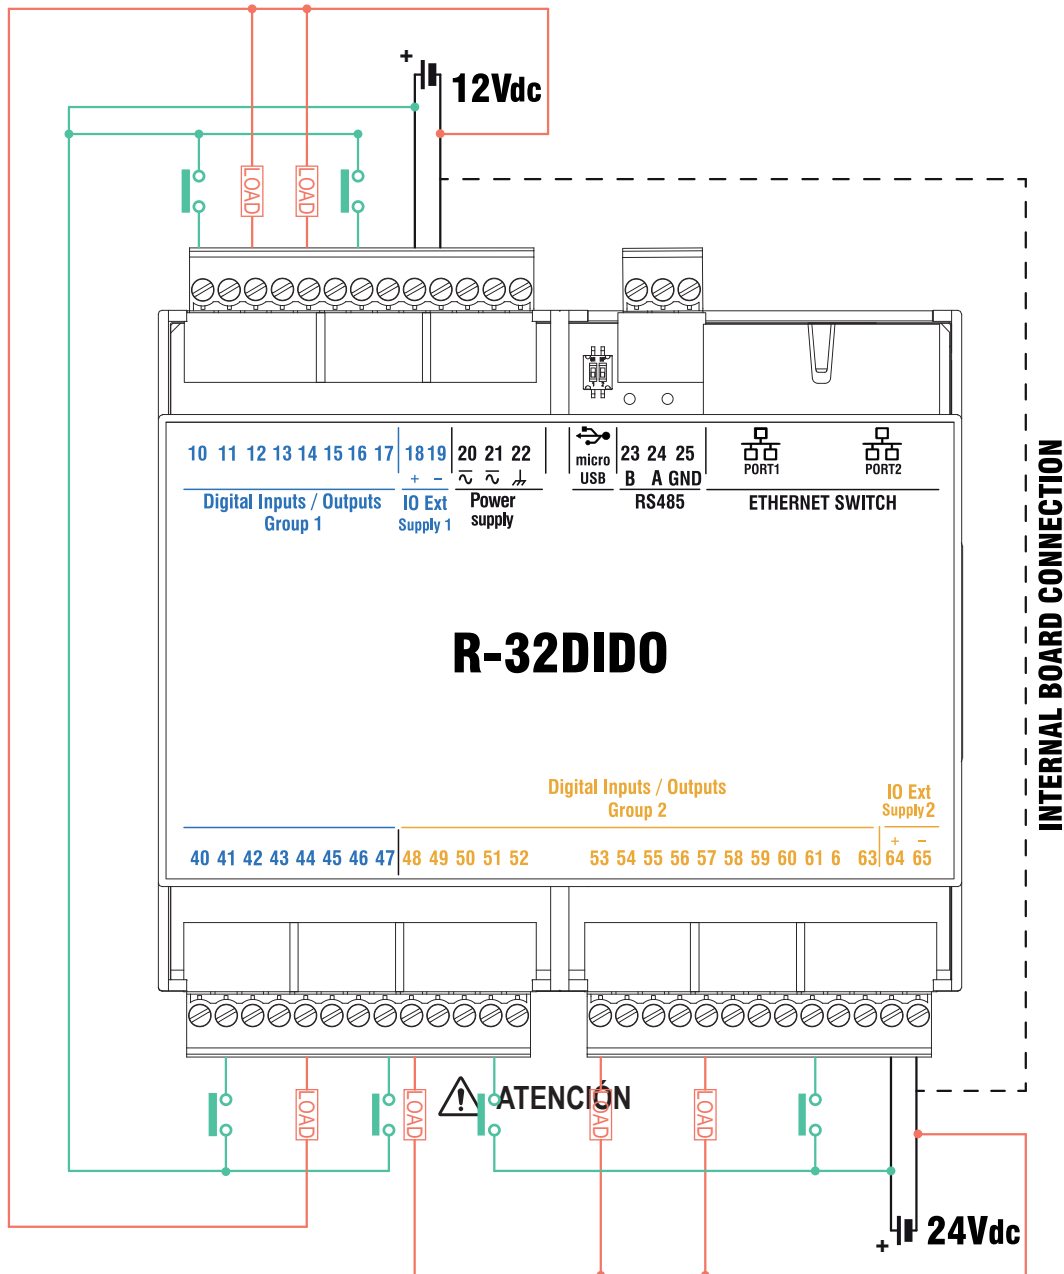 +
12Vdc
LOAD LOAD
10 11 12 13 14 15 16 17 18 19 20 21 22
+ −
Digital Inputs / Outputs
Group 1
IO Ext
Supply 1
Power
supply
micro
USB
23 24 25
B A GND
RS485
PORT1 PORT2
ETHERNET SWITCH
INTERNAL BOARD CONNECTION
R-32DIDO
Digital Inputs / Outputs
Group 2
IO Ext
Supply 2
+ −
40 41 42 43 44 45 46 47 48 49 50 51 52 53 54 55 56 57 58 59 60 61 6 63 64 65
LOAD LOAD LOAD LOAD
ATENCIÓN
+
24Vdc